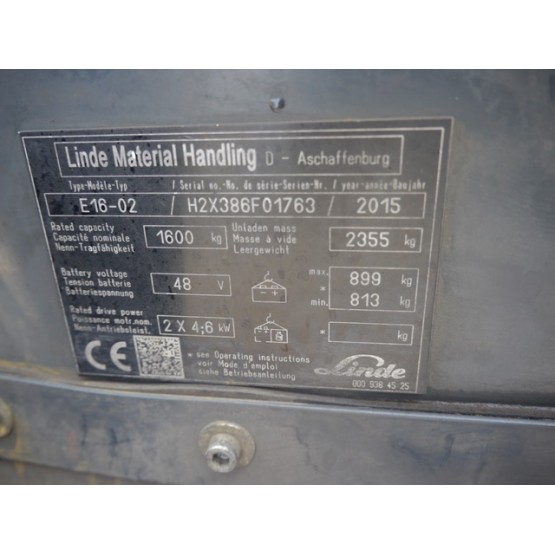 Linde Material Handling D - Aschaffenburg
Type-Modèle-Typ / Serial no.-No. de série-Serien-Nr. / year-année-Baujahr
E16-02 / H2X386F01763 / 2015
Rated capacity
Capacité nominale 1600 kg
Nenn-Tragfähigkeit
Unladen mass
Masse à vide 2355 kg
Leergewicht
Battery voltage
Tension batterie 48 V
Batteriespannung
max. 899 kg
min. 813 kg
Rated drive power
Puissance motr.nom. 2 X 4,6 kW
Nenn-Antriebsleist.
* * kg
CE
* see Operating instructions
voir Mode d'emploi
siehe Betriebsanleitung
Linde
000 938 45 25